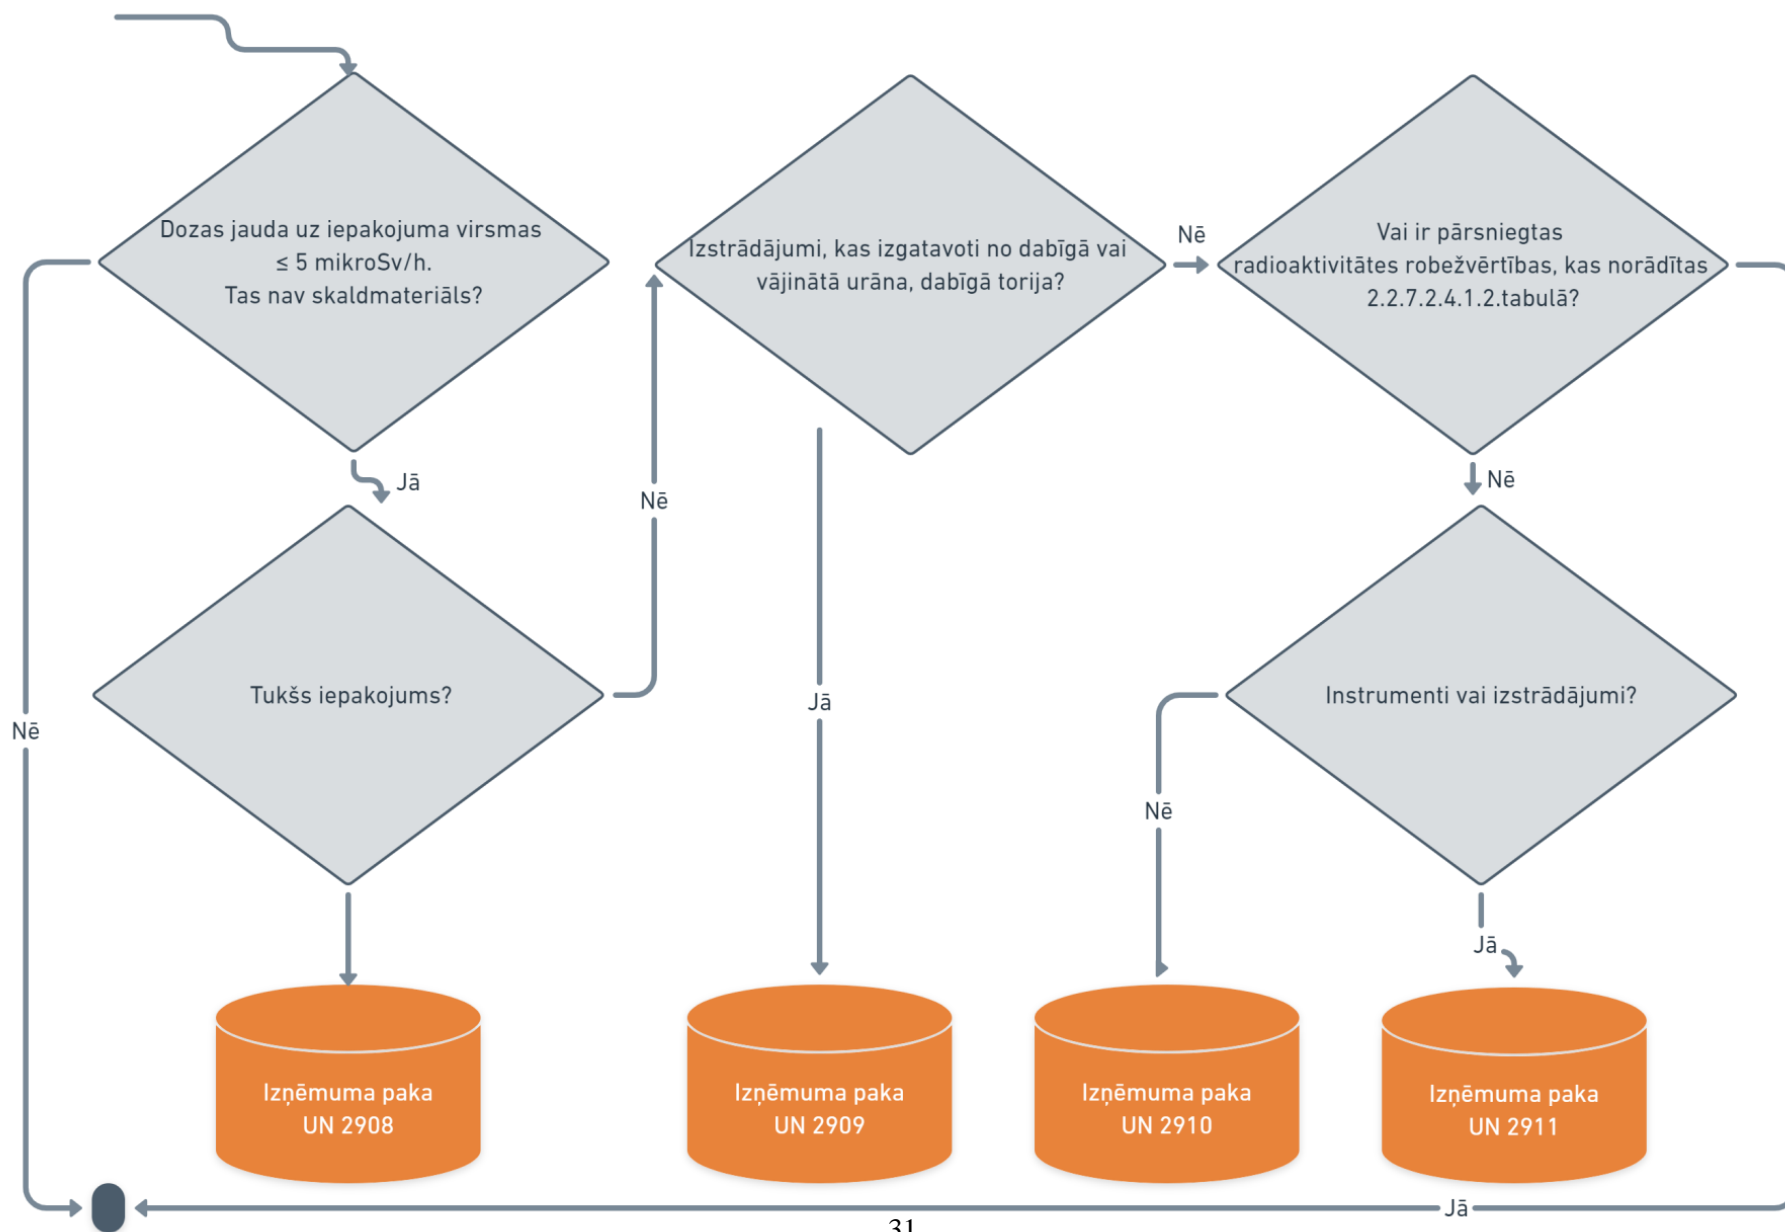 Dozas jauda uz iepakojuma virsmas
≤ 5 mikroSv/h.
Tas nav skaldmateriāls?
Izstrādājumi, kas izgatavoti no dabīgā vai
vājinātā urāna, dabīgā torija?
Nē
Vai ir pārsniegtas
radioaktivitātes robežvērtības, kas norādītas
2.2.7.2.4.1.2.tabulā?
Jā
Nē
Nē
Tukšs iepakojums?
Instrumenti vai izstrādājumi?
Nē
Jā
Nē
Jā
Izņēmuma paka
UN 2908
Izņēmuma paka
UN 2909
Izņēmuma paka
UN 2910
Izņēmuma paka
UN 2911
Jā
31